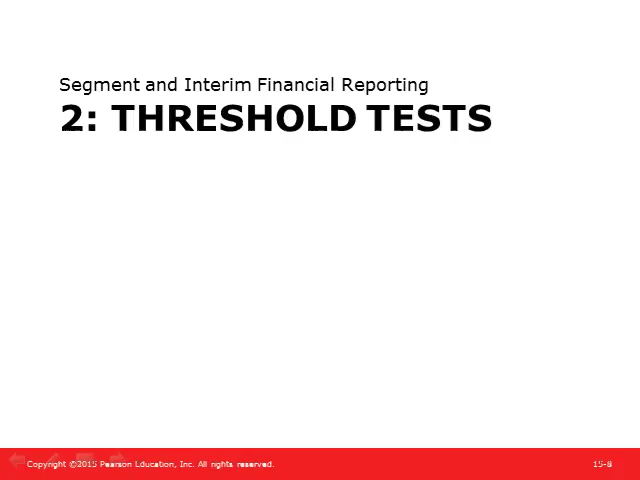 Segment and Interim Financial Reporting
2: THRESHOLD TESTS
Copyright ©2015 Pearson Education, Inc. All rights reserved.
15-8